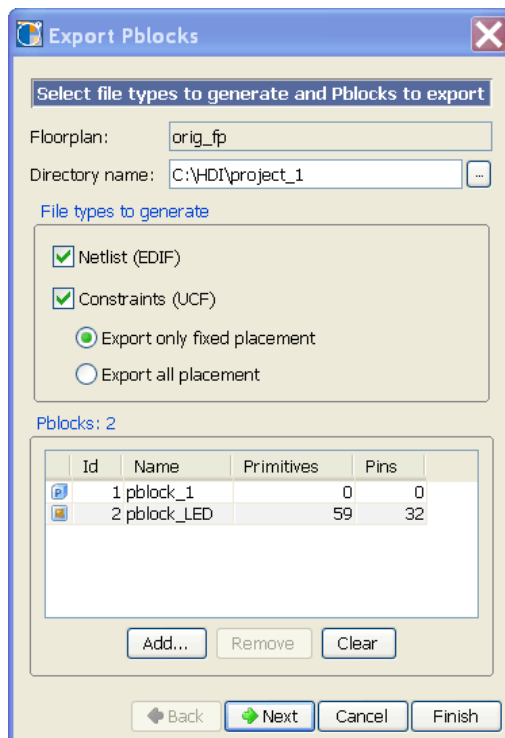 Export Pblocks
Select file types to generate and Pblocks to export
Floorplan: orig_fp
Directory name: C:\HDI\project_1 ...
File types to generate
Netlist (EDIF)
Constraints (UCF)
Export only fixed placement
Export all placement
Pblocks: 2
Id Name Primitives Pins
P 1 pblock_1 0 0
2 pblock_LED 59 32
Add... Remove Clear
Back Next Cancel Finish